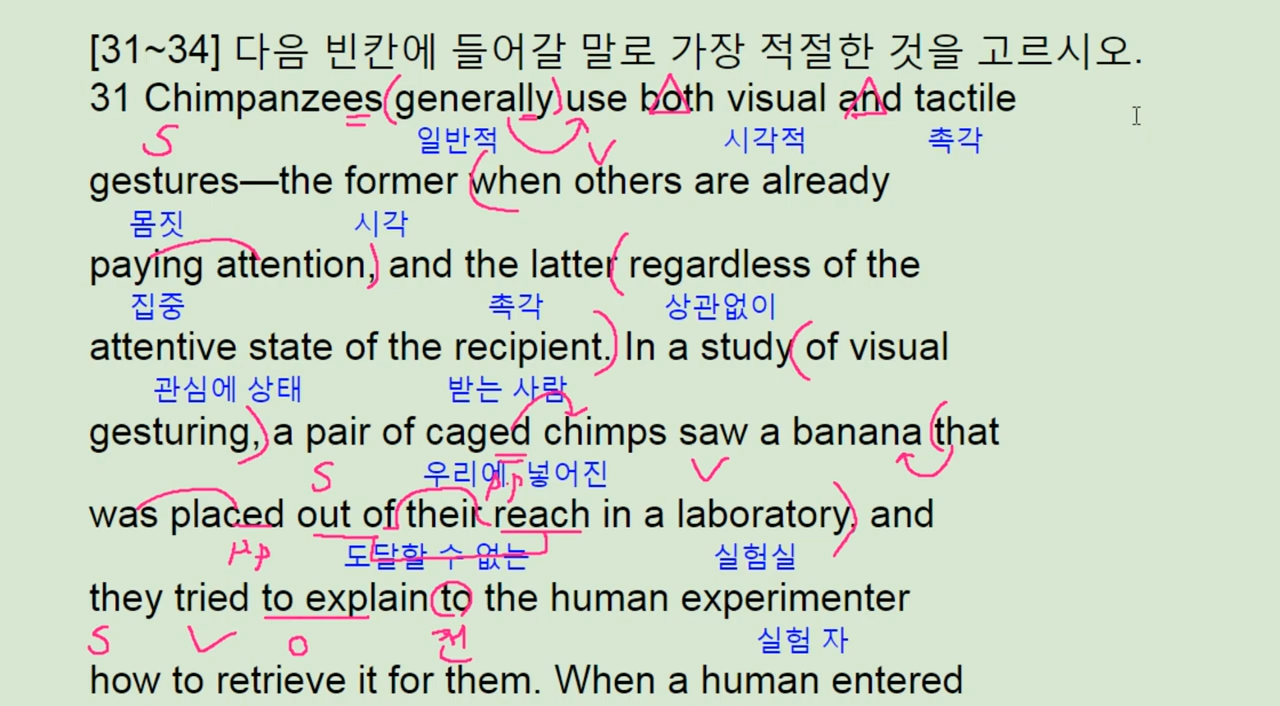 [31~34] 다음 빈칸에 들어갈 말로 가장 적절한 것을 고르시오.
31 Chimpanzees (generally) use both visual and tactile
S 일반적 V 시각적 촉각
gestures—the former (when others are already
몸짓 시각
paying attention,) and the latter (regardless of the
집중 촉각 상관없이
attentive state of the recipient.) In a study (of visual
관심에 상태 받는 사람
gesturing,) a pair of caged chimps saw a banana (that
S 우리에 넣어진 V
was placed out of their reach in a laboratory,) and
도달할 수 없는 실험실
they tried to explain to the human experimenter
S V O 전 실험 자
how to retrieve it for them. When a human entered